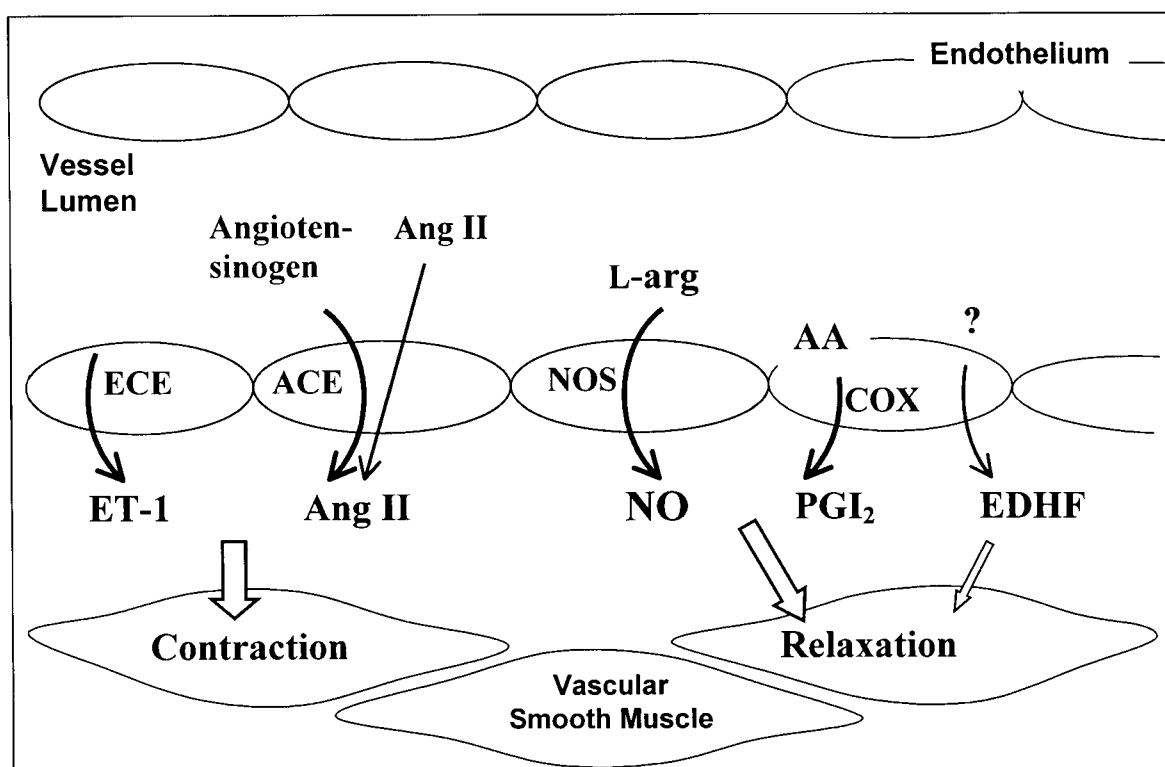 Endothelium
Vessel
Lumen
Angioten-
sinogen
Ang II
L-arg
?
AA
ECE
ACE
NOS
COX
ET-1
Ang II
NO
PGI₂
EDHF
Contraction
Relaxation
Vascular
Smooth Muscle